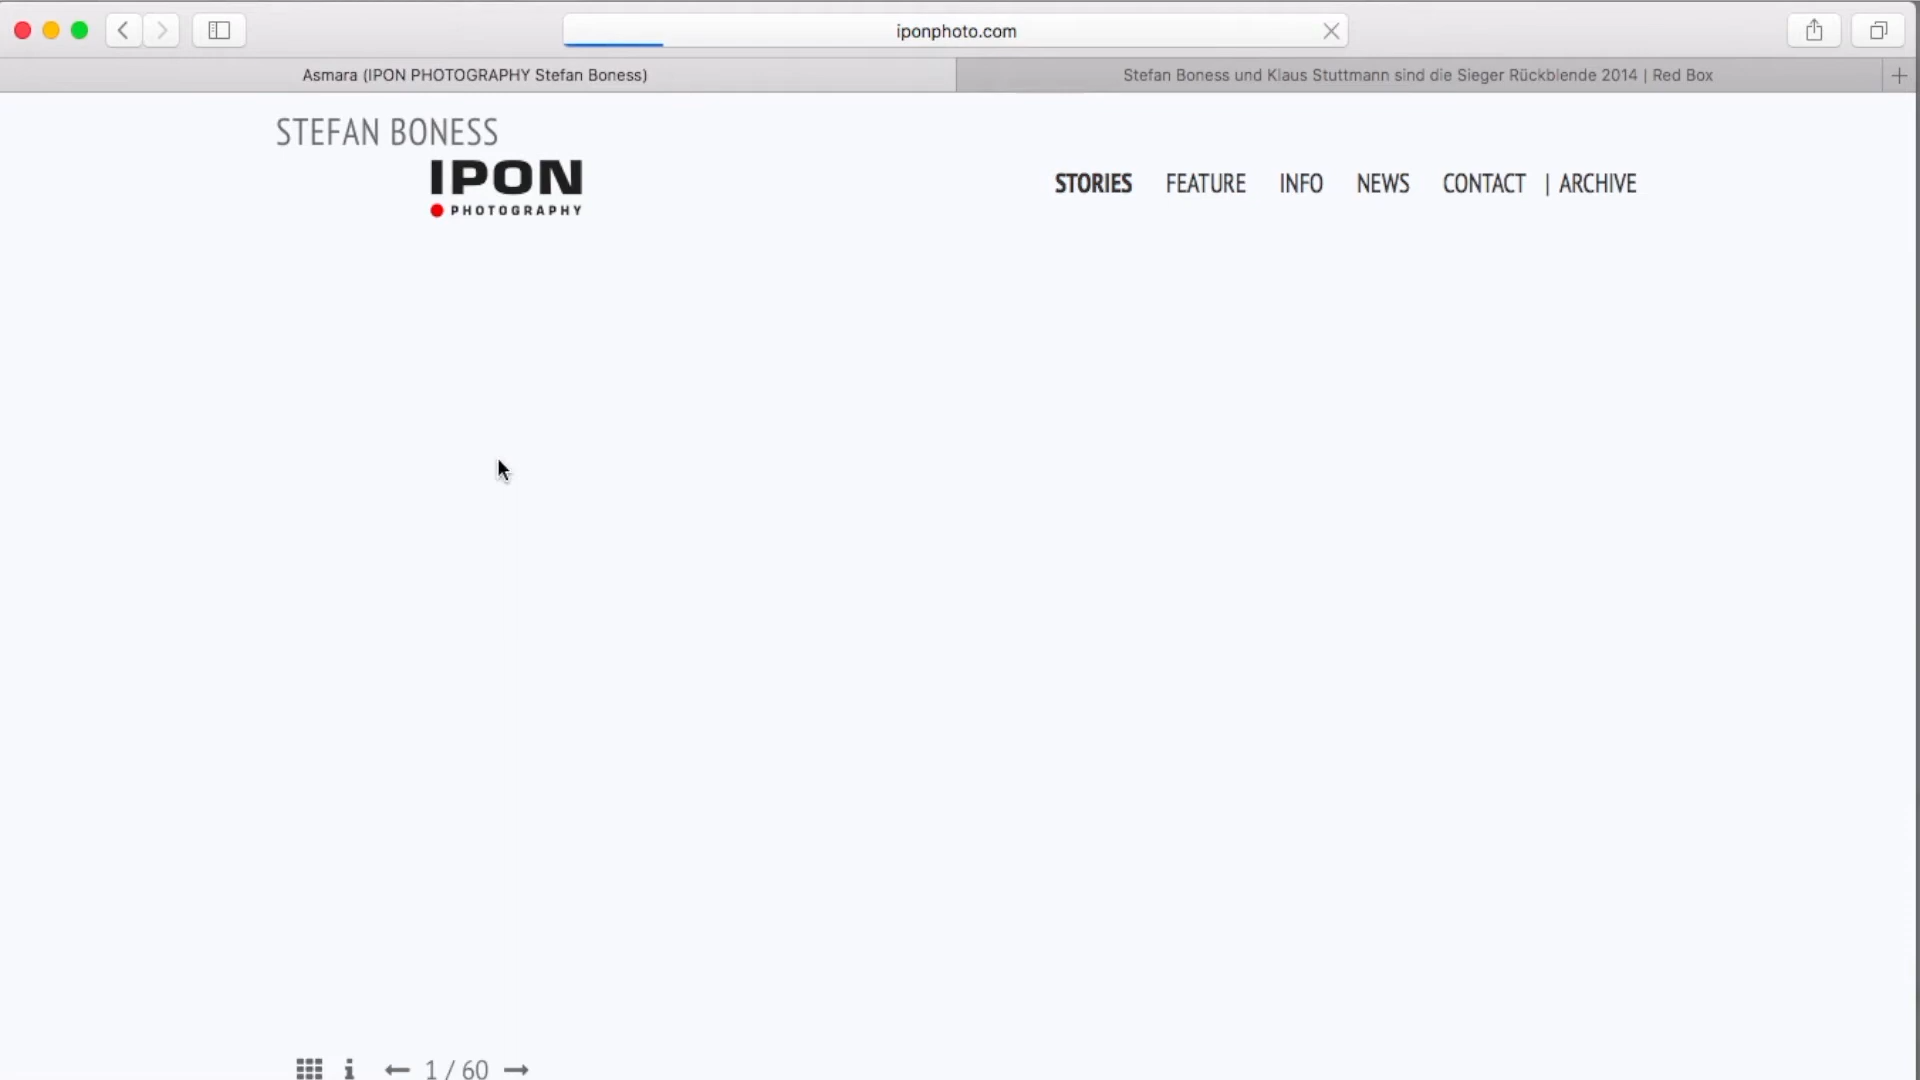 iponphoto.com
Asmara (IPON PHOTOGRAPHY Stefan Boness)
Stefan Boness und Klaus Stuttmann sind die Sieger Rückblende 2014 | Red Box
STEFAN BONESS
IPON
PHOTOGRAPHY
STORIES FEATURE INFO NEWS CONTACT | ARCHIVE
1 / 60